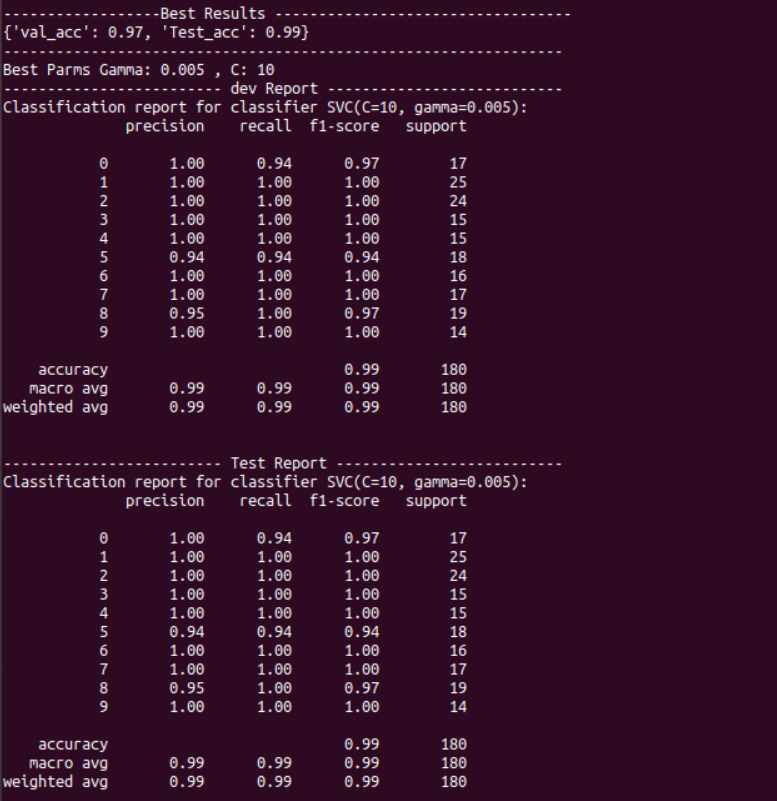 ------------------Best Results ----------------------------------
{'val_acc': 0.97, 'Test_acc': 0.99}
----------------------------------------------------------------
Best Parms Gamma: 0.005 , C: 10
------------------------- dev Report ---------------------------
Classification report for classifier SVC(C=10, gamma=0.005):
              precision    recall  f1-score   support

           0       1.00      0.94      0.97        17
           1       1.00      1.00      1.00        25
           2       1.00      1.00      1.00        24
           3       1.00      1.00      1.00        15
           4       1.00      1.00      1.00        15
           5       0.94      0.94      0.94        18
           6       1.00      1.00      1.00        16
           7       1.00      1.00      1.00        17
           8       0.95      1.00      0.97        19
           9       1.00      1.00      1.00        14

    accuracy                           0.99       180
   macro avg       0.99      0.99      0.99       180
weighted avg       0.99      0.99      0.99       180

------------------------- Test Report --------------------------
Classification report for classifier SVC(C=10, gamma=0.005):
              precision    recall  f1-score   support

           0       1.00      0.94      0.97        17
           1       1.00      1.00      1.00        25
           2       1.00      1.00      1.00        24
           3       1.00      1.00      1.00        15
           4       1.00      1.00      1.00        15
           5       0.94      0.94      0.94        18
           6       1.00      1.00      1.00        16
           7       1.00      1.00      1.00        17
           8       0.95      1.00      0.97        19
           9       1.00      1.00      1.00        14

    accuracy                           0.99       180
   macro avg       0.99      0.99      0.99       180
weighted avg       0.99      0.99      0.99       180